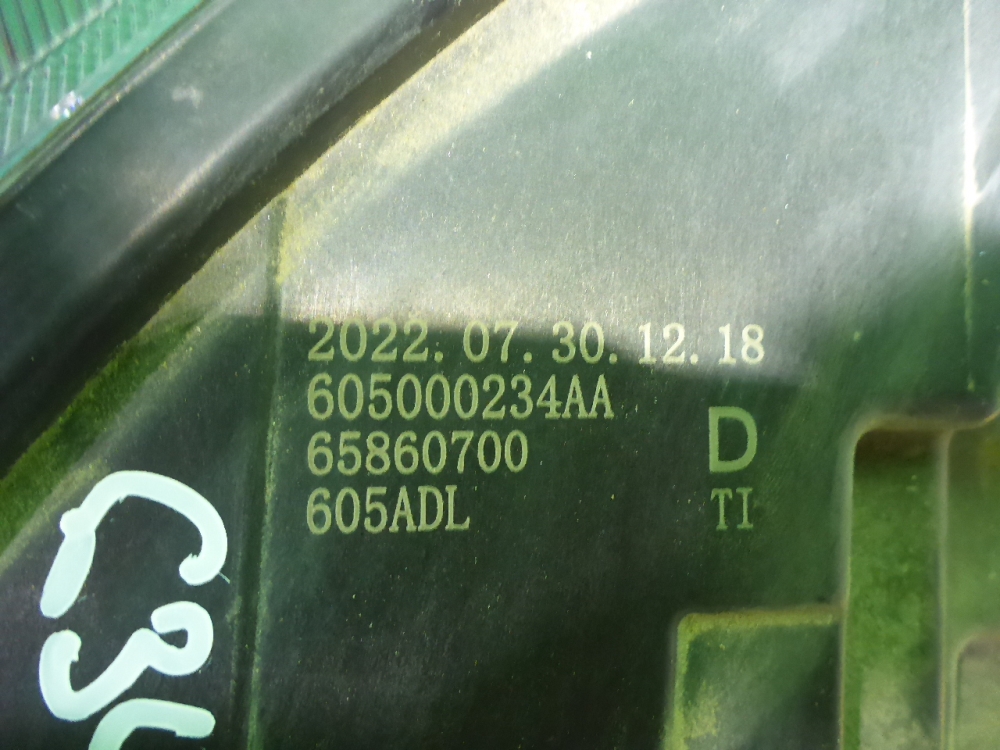 2022. 07. 30. 12. 18
605000234AA
65860700
605ADL
D
TI